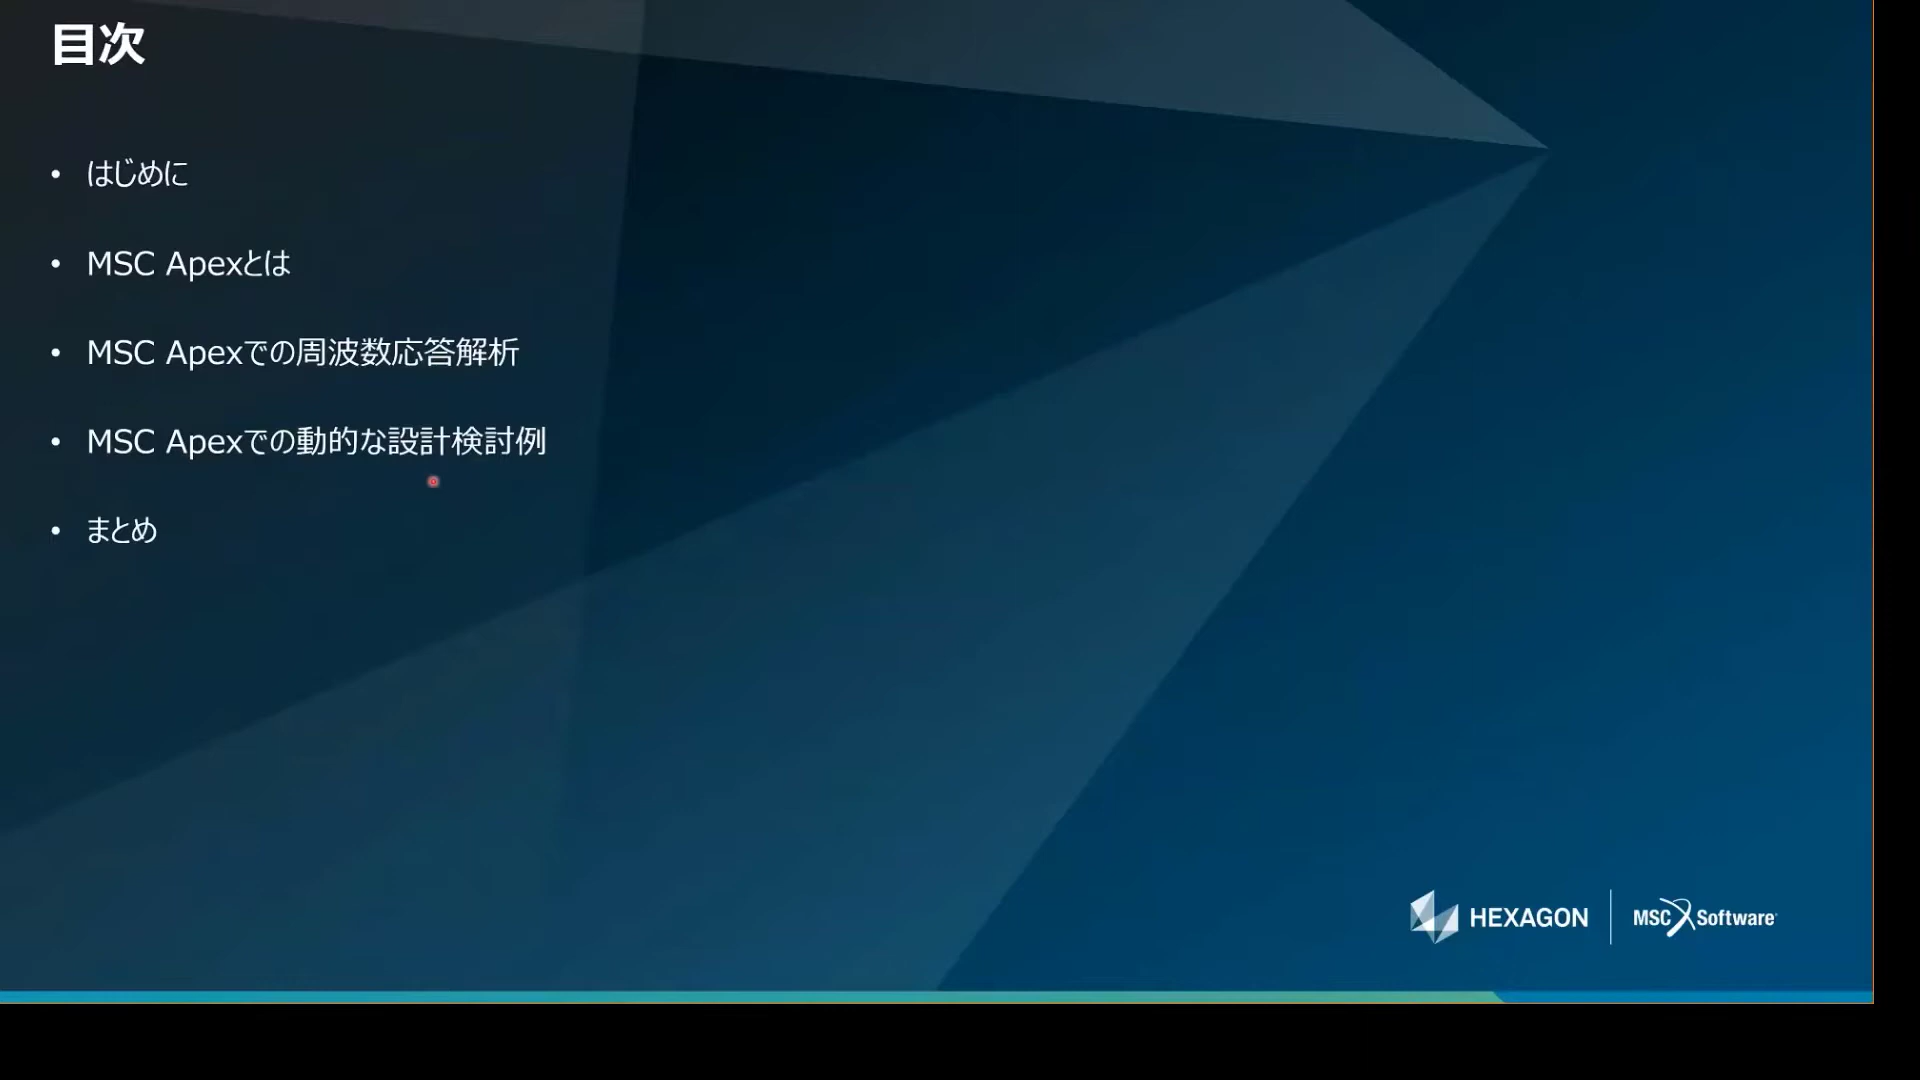 目次
• はじめに
• MSC Apexとは
• MSC Apexでの周波数応答解析
• MSC Apexでの動的な設計検討例
• まとめ
HEXAGON | MSC Software